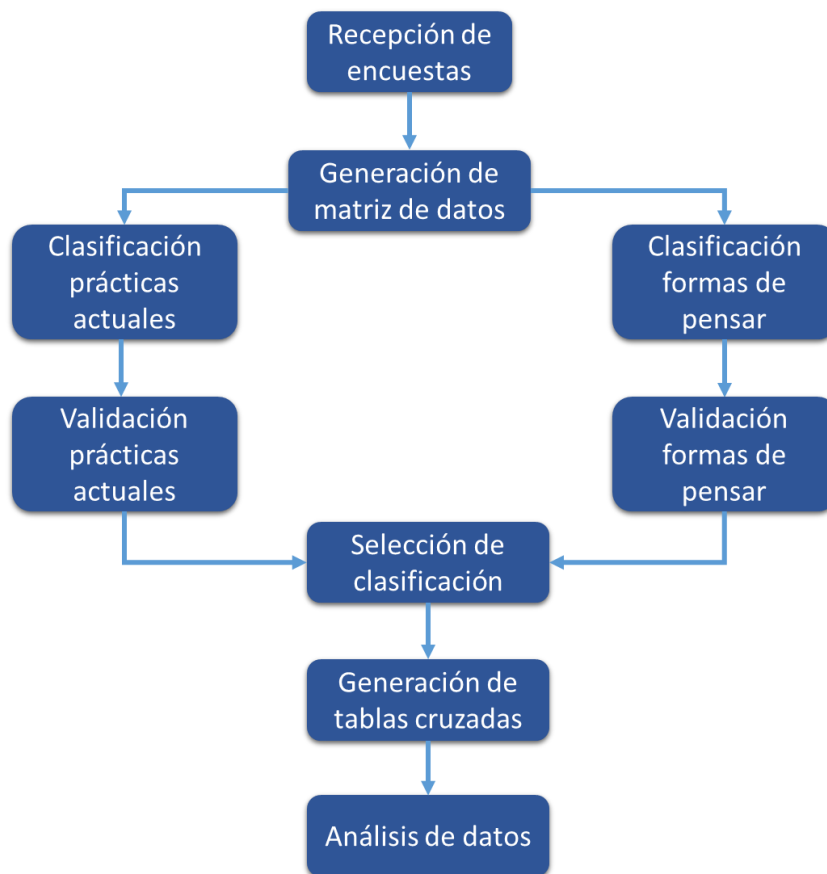 Recepción de
encuestas
Generación de
matriz de datos
Clasificación
prácticas
actuales
Clasificación
formas de
pensar
Validación
prácticas
actuales
Validación
formas de
pensar
Selección de
clasificación
Generación de
tablas cruzadas
Análisis de datos